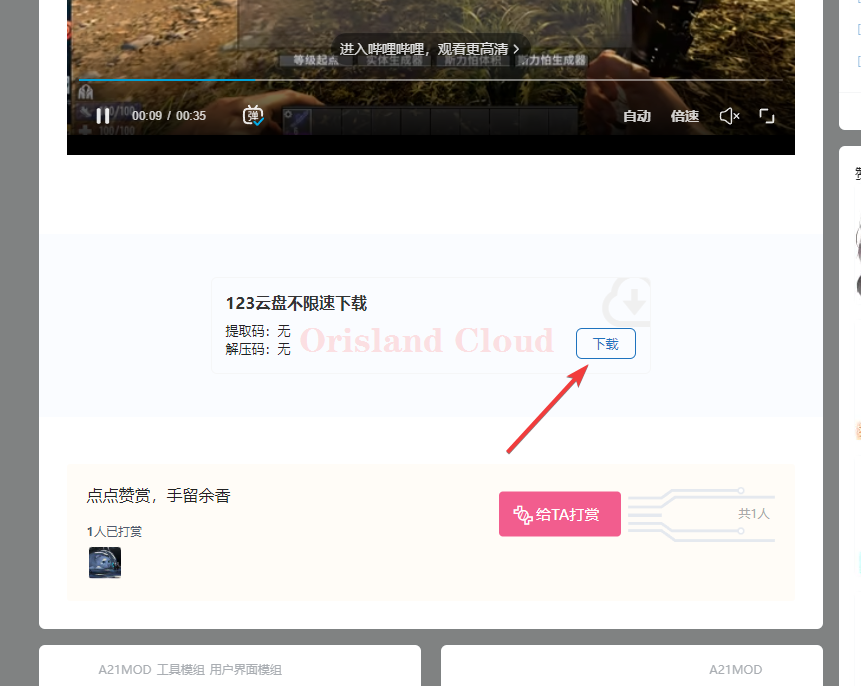 进入哔哩哔哩，观看更高清
等级起点 实体生成器 斯力怕体积 斯力怕生成器
00:09 / 00:35 弹 自动 倍速
100/100
123云盘不限速下载
提取码：无
解压码：无
Orisland Cloud
下载
点点赞赏，手留余香
1人已打赏
给TA打赏
共1人
A21MOD 工具模组 用户界面模组
A21MOD